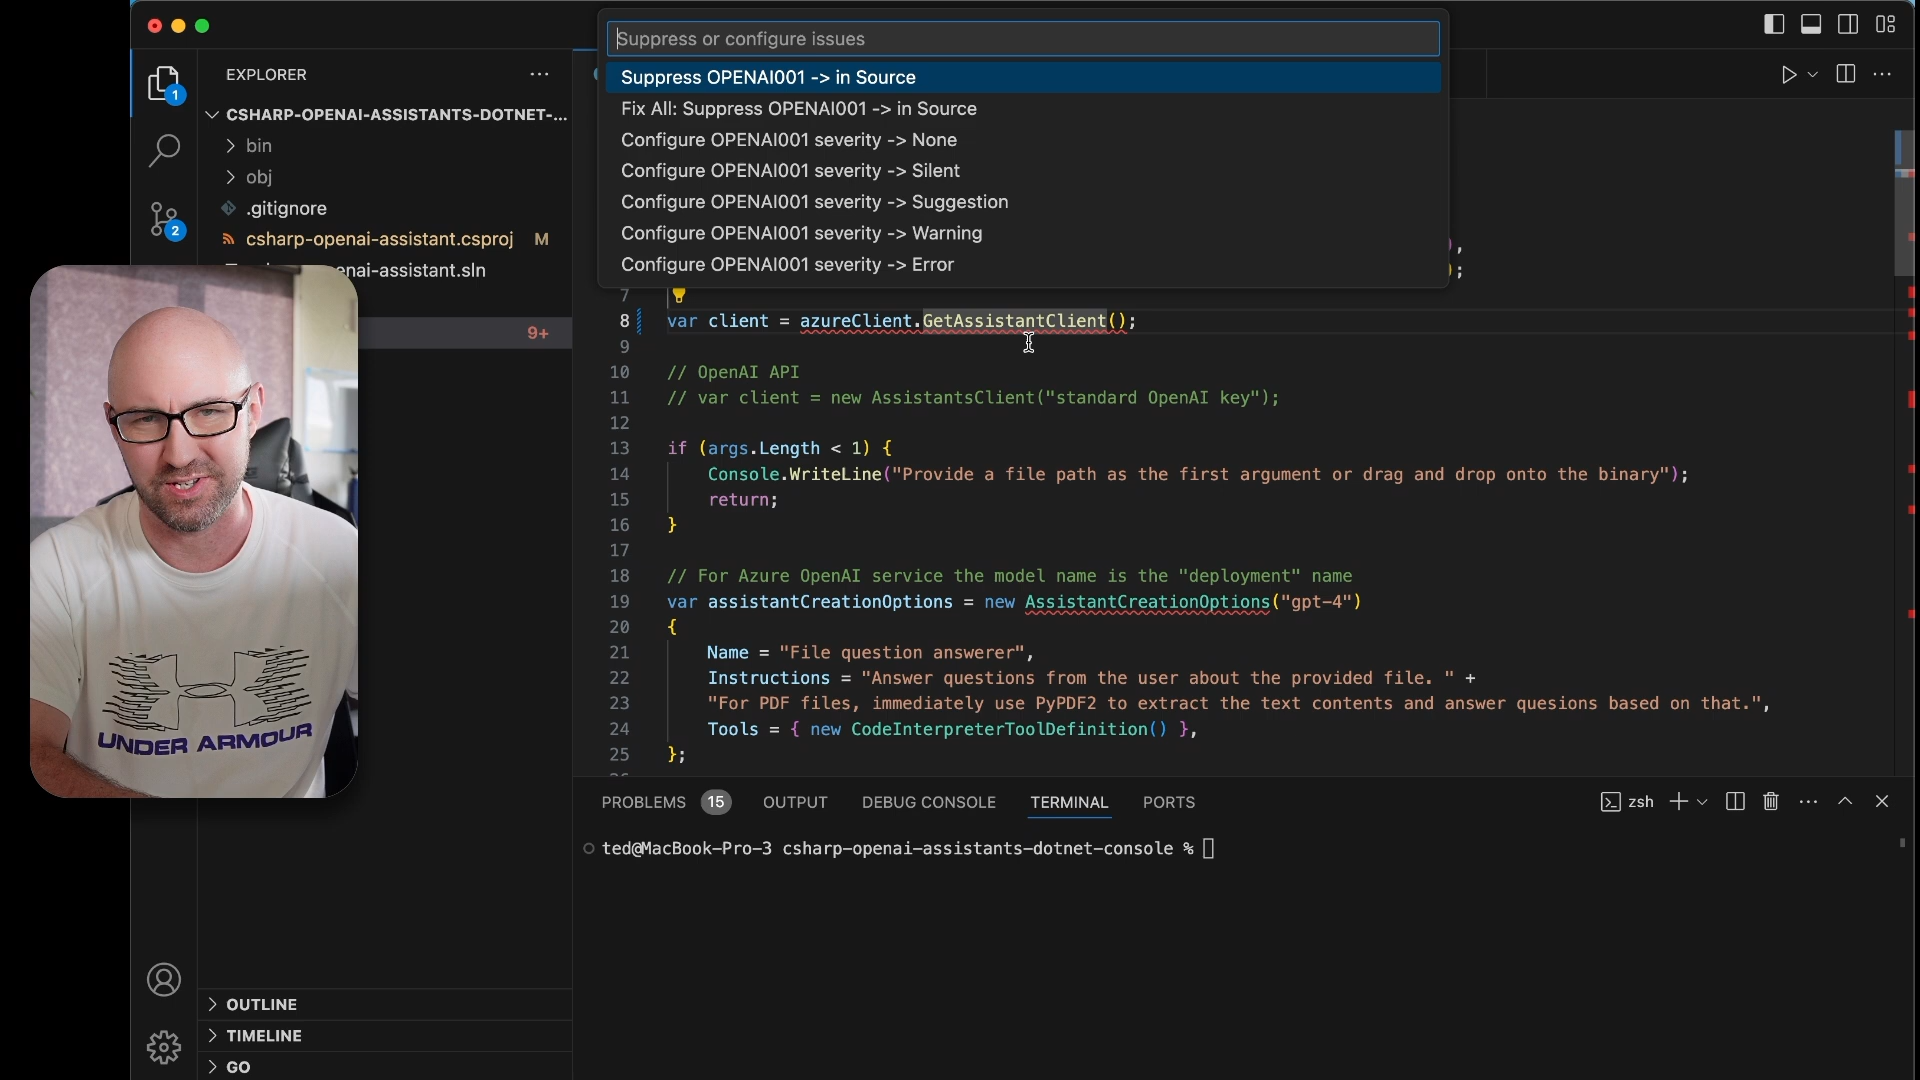 Suppress or configure issues
Suppress OPENAI001 -> in Source
Fix All: Suppress OPENAI001 -> in Source
Configure OPENAI001 severity -> None
Configure OPENAI001 severity -> Silent
Configure OPENAI001 severity -> Suggestion
Configure OPENAI001 severity -> Warning
Configure OPENAI001 severity -> Error
EXPLORER
CSHARP-OPENAI-ASSISTANTS-DOTNET-...
bin
obj
.gitignore
csharp-openai-assistant.csproj M
enai-assistant.sln
9+
1
2
),
);
7
8 var client = azureClient.GetAssistantClient();
9
10 // OpenAI API
11 // var client = new AssistantsClient("standard OpenAI key");
12
13 if (args.Length < 1) {
14 Console.WriteLine("Provide a file path as the first argument or drag and drop onto the binary");
15 return;
16 }
17
18 // For Azure OpenAI service the model name is the "deployment" name
19 var assistantCreationOptions = new AssistantCreationOptions("gpt-4")
20 {
21 Name = "File question answerer",
22 Instructions = "Answer questions from the user about the provided file. " +
23 "For PDF files, immediately use PyPDF2 to extract the text contents and answer quesions based on that.",
24 Tools = { new CodeInterpreterToolDefinition() },
25 };
PROBLEMS 15 OUTPUT DEBUG CONSOLE TERMINAL PORTS zsh
ted@MacBook-Pro-3 csharp-openai-assistants-dotnet-console %
OUTLINE
TIMELINE
GO
UNDER ARMOUR